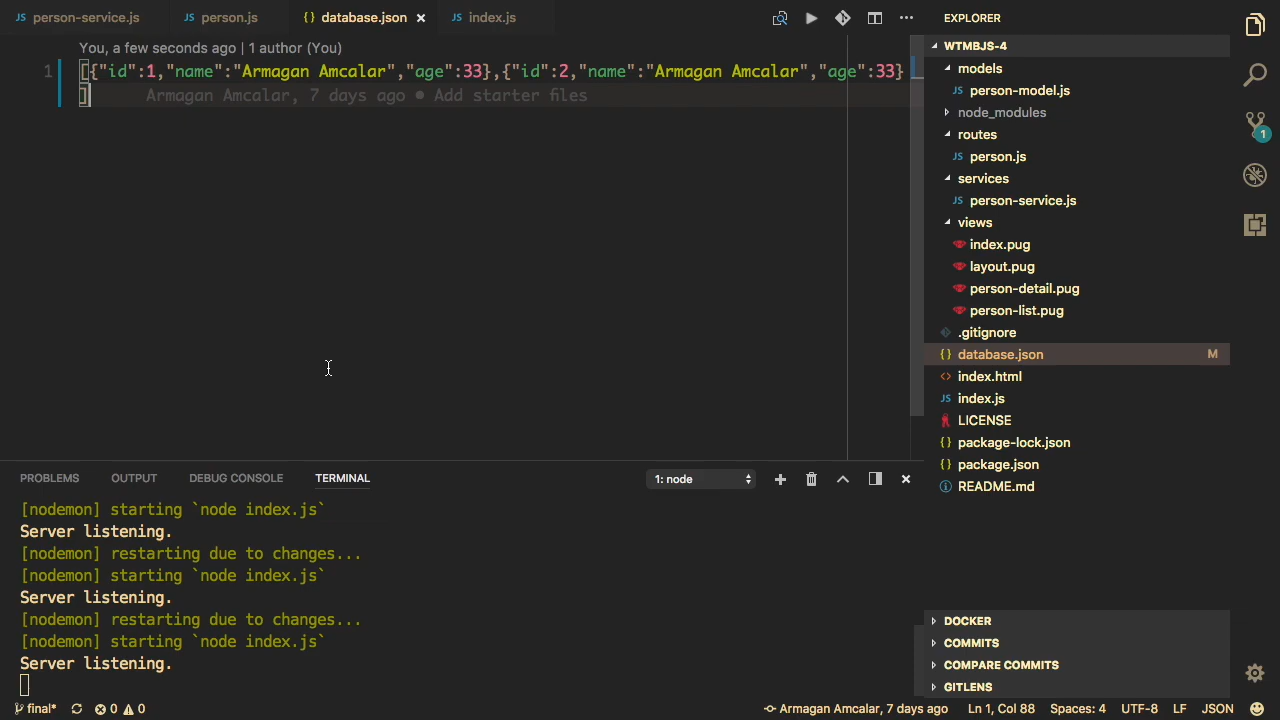 person-service.js
person.js
database.json
index.js
You, a few seconds ago | 1 author (You)
1 [{"id":1,"name":"Armagan Amcalar","age":33},{"id":2,"name":"Armagan Amcalar","age":33}
] Armagan Amcalar, 7 days ago • Add starter files
PROBLEMS
OUTPUT
DEBUG CONSOLE
TERMINAL
1: node
[nodemon] starting `node index.js`
Server listening.
[nodemon] restarting due to changes...
[nodemon] starting `node index.js`
Server listening.
[nodemon] restarting due to changes...
[nodemon] starting `node index.js`
Server listening.
EXPLORER
WTMBJS-4
models
JS person-model.js
node_modules
routes
JS person.js
services
JS person-service.js
views
index.pug
layout.pug
person-detail.pug
person-list.pug
.gitignore
{} database.json M
<> index.html
JS index.js
LICENSE
{} package-lock.json
{} package.json
README.md
DOCKER
COMMITS
COMPARE COMMITS
GITLENS
1
final* 0 0 Armagan Amcalar, 7 days ago Ln 1, Col 88 Spaces: 4 UTF-8 LF JSON